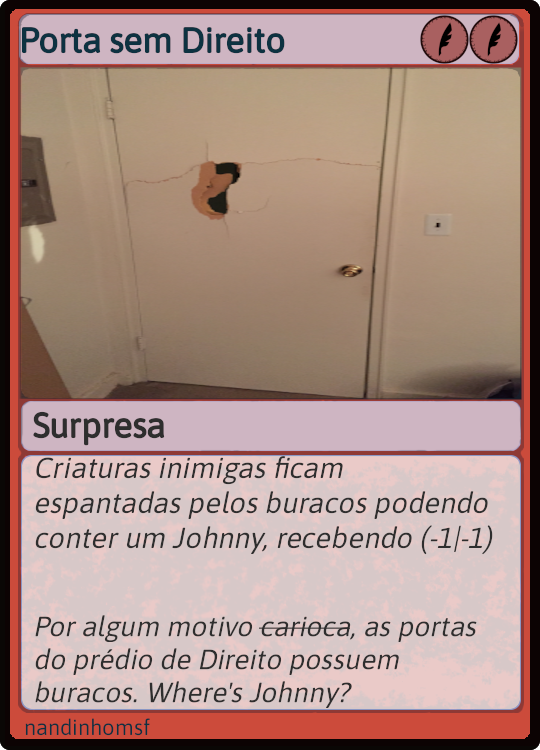 Porta sem Direito
Surpresa
Criaturas inimigas ficam
espantadas pelos buracos podendo
conter um Johnny, recebendo (-1|-1)
Por algum motivo carioca, as portas
do prédio de Direito possuem
buracos. Where's Johnny?
nandinhomsf